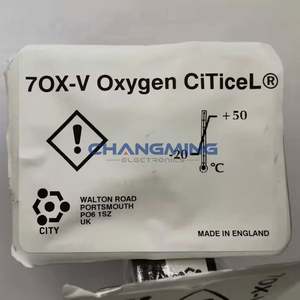 7OX-V Oxygen CiTiceL®
+50
CHANGMING
ELECTRONICS
-20
°C
WALTON ROAD
PORTSMOUTH
PO6 1SZ
UK
CITY
MADE IN ENGLAND